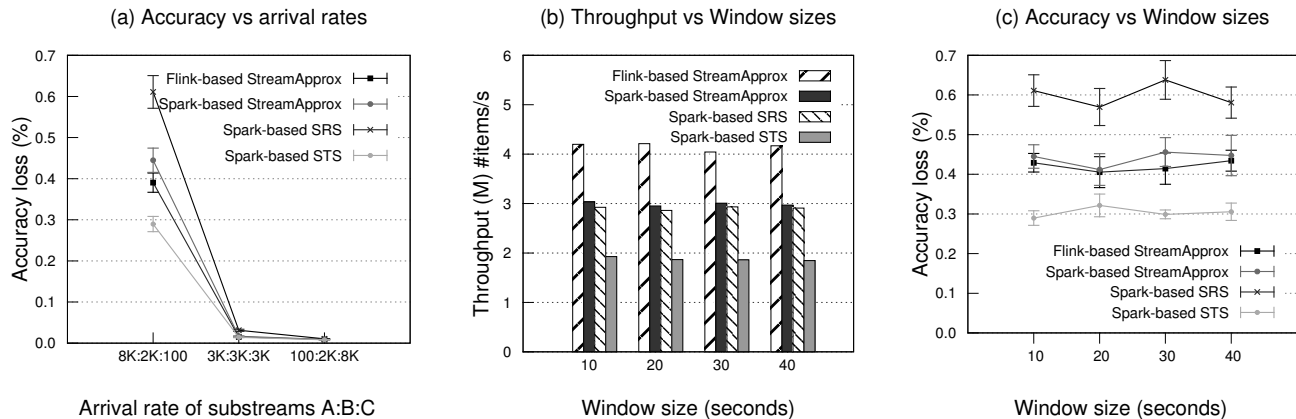 (a) Accuracy vs arrival rates
Accuracy loss (%)
0.7
0.6
0.5
0.4
0.3
0.2
0.1
0.0
Flink-based StreamApprox
Spark-based StreamApprox
Spark-based SRS
Spark-based STS
8K:2K:100 3K:3K:3K 100:2K:8K
Arrival rate of substreams A:B:C
(b) Throughput vs Window sizes
Throughput (M) #items/s
6
5
4
3
2
1
0
Flink-based StreamApprox
Spark-based StreamApprox
Spark-based SRS
Spark-based STS
10 20 30 40
Window size (seconds)
(c) Accuracy vs Window sizes
Accuracy loss (%)
0.7
0.6
0.5
0.4
0.3
0.2
0.1
0.0
Flink-based StreamApprox
Spark-based StreamApprox
Spark-based SRS
Spark-based STS
10 20 30 40
Window size (seconds)